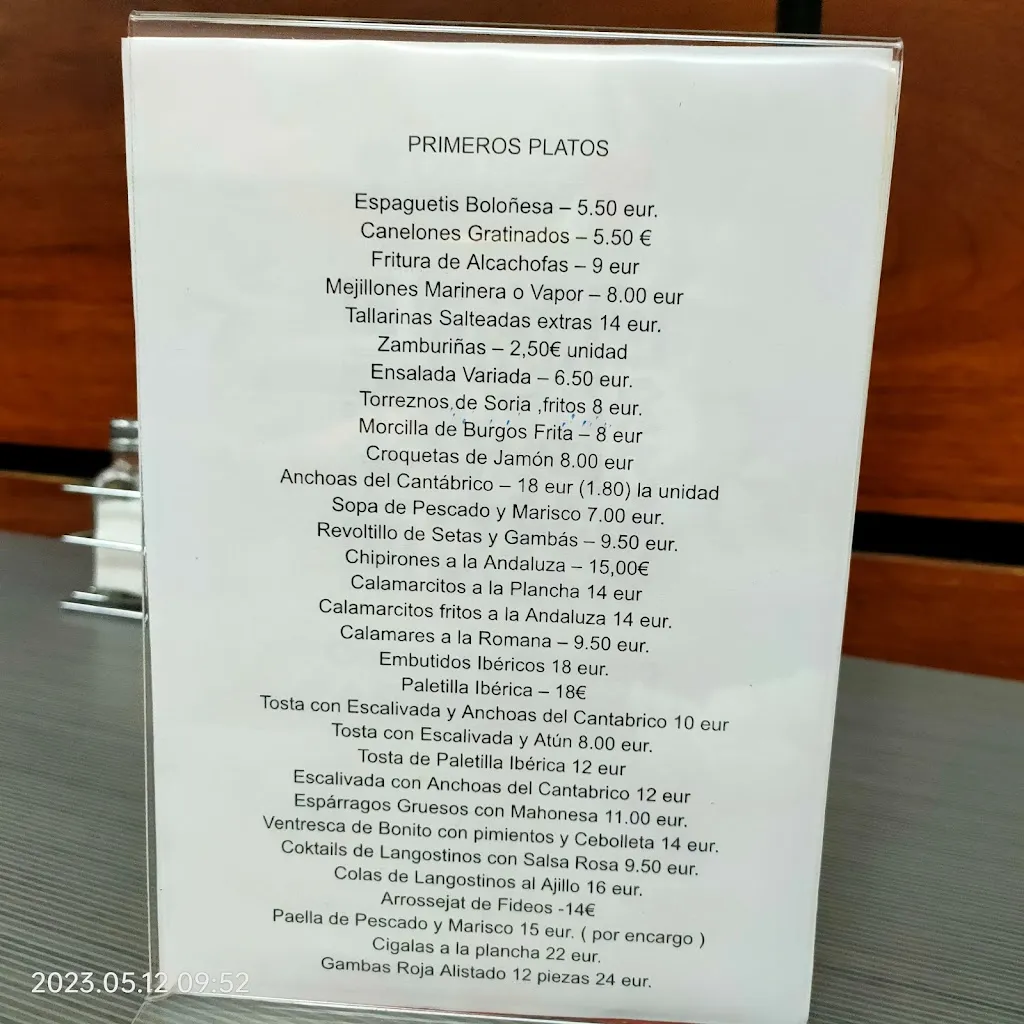 PRIMEROS PLATOS
Espaguetis Boloñesa – 5.50 eur.
Canelones Gratinados – 5.50 €
Fritura de Alcachofas – 9 eur
Mejillones Marinera o Vapor – 8.00 eur
Tallarinas Salteadas extras 14 eur.
Zamburiñas – 2,50€ unidad
Ensalada Variada – 6.50 eur.
Torreznos,de Soria ,fritos 8 eur.
Morcilla de Burgos Frita – 8 eur
Croquetas de Jamón 8.00 eur
Anchoas del Cantábrico – 18 eur (1.80) la unidad
Sopa de Pescado y Marisco 7.00 eur.
Revoltillo de Setas y Gambás – 9.50 eur.
Chipirones a la Andaluza – 15,00€
Calamarcitos a la Plancha 14 eur
Calamarcitos fritos a la Andaluza 14 eur.
Calamares a la Romana – 9.50 eur.
Embutidos Ibéricos 18 eur.
Paletilla Ibérica – 18€
Tosta con Escalivada y Anchoas del Cantabrico 10 eur
Tosta con Escalivada y Atún 8.00 eur.
Tosta de Paletilla Ibérica 12 eur
Escalivada con Anchoas del Cantabrico 12 eur
Espárragos Gruesos con Mahonesa 11.00 eur.
Ventresca de Bonito con pimientos y Cebolleta 14 eur.
Coktails de Langostinos con Salsa Rosa 9.50 eur.
Colas de Langostinos al Ajillo 16 eur.
Arrossejat de Fideos -14€
Paella de Pescado y Marisco 15 eur. ( por encargo )
Cigalas a la plancha 22 eur.
Gambas Roja Alistado 12 piezas 24 eur.
2023.05.12 09:52